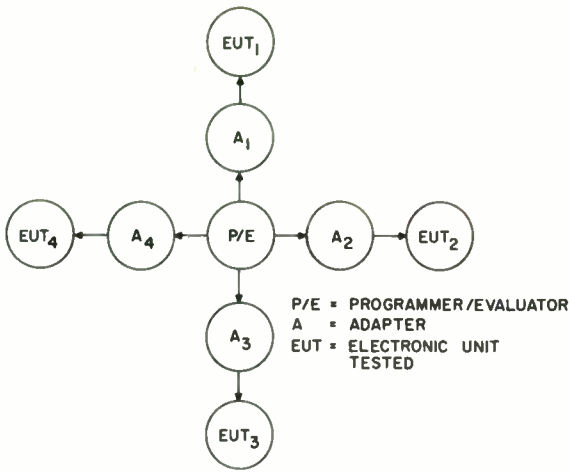 EUT₁
A₁
EUT₄ A₄ P/E A₂ EUT₂
P/E = PROGRAMMER/EVALUATOR
A = ADAPTER
EUT = ELECTRONIC UNIT
TESTED
A₃
EUT₃